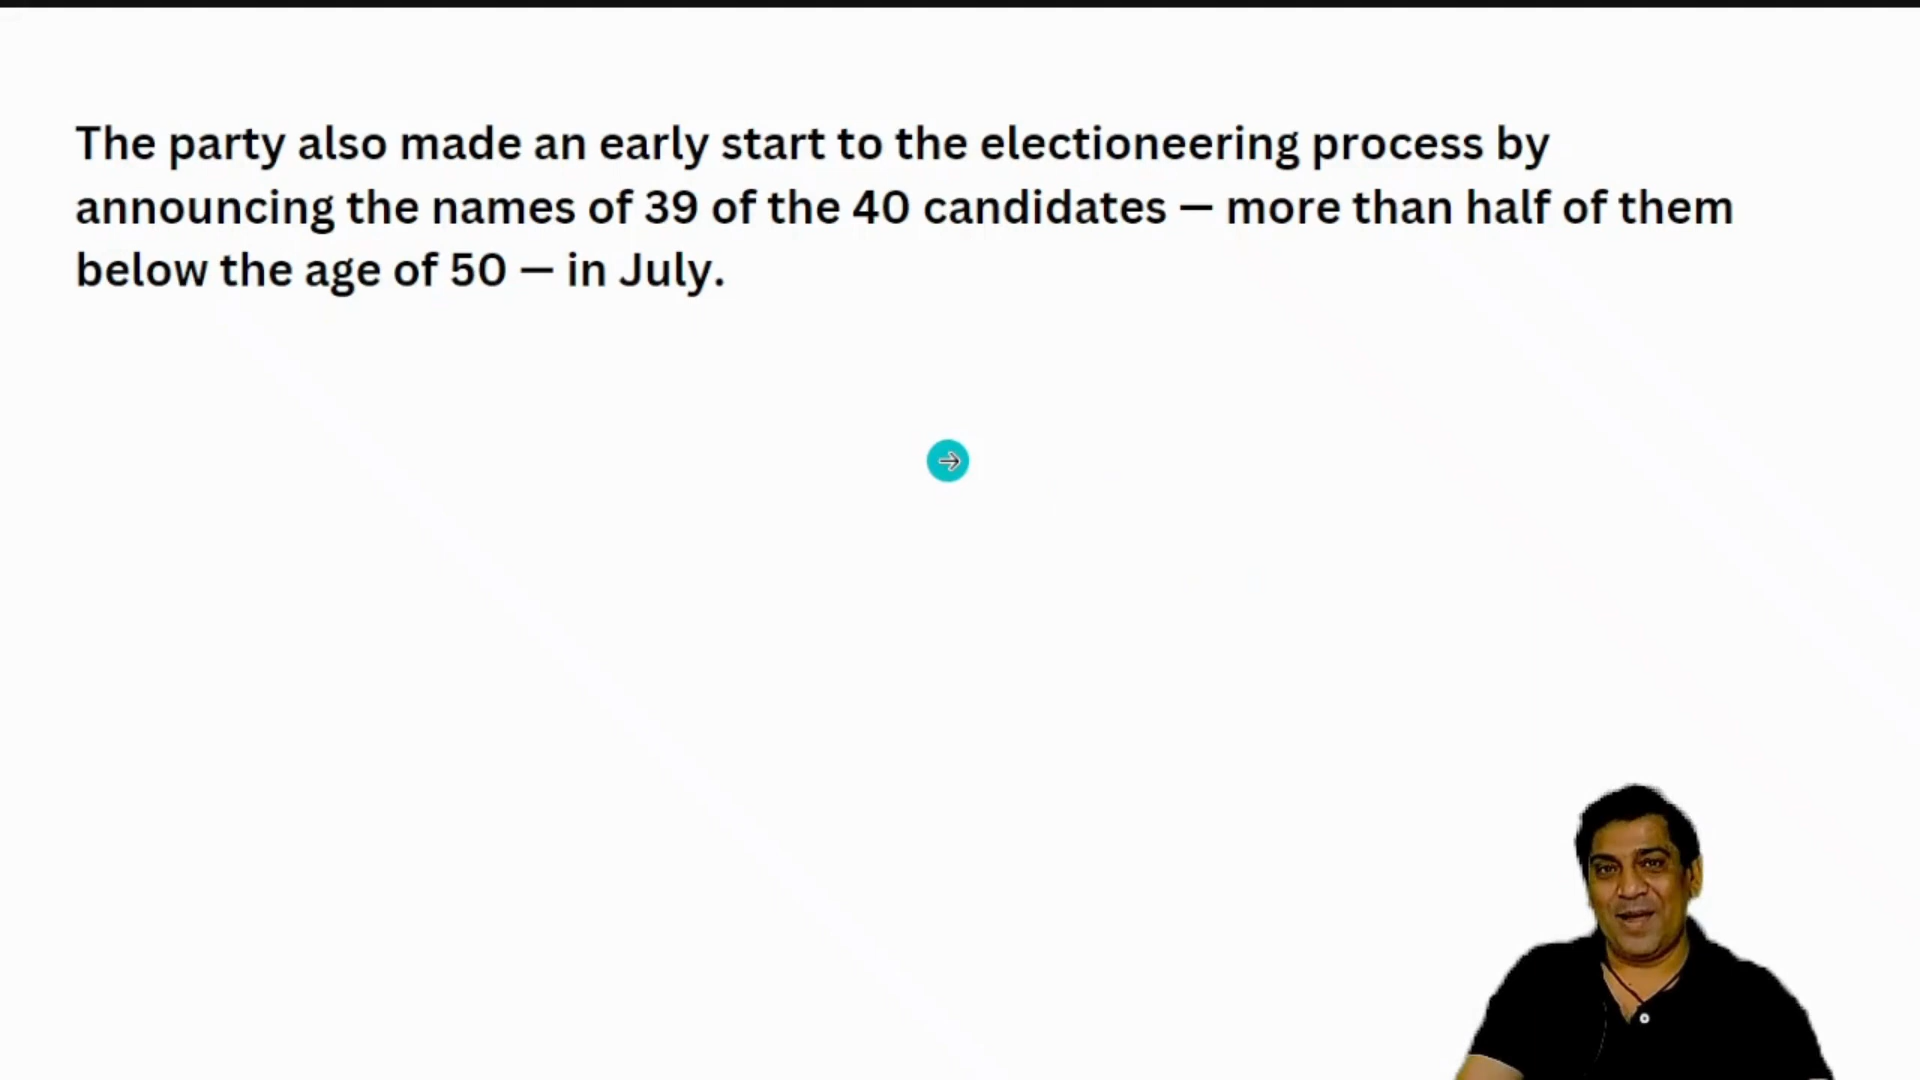 The party also made an early start to the electioneering process by
announcing the names of 39 of the 40 candidates — more than half of them
below the age of 50 — in July.